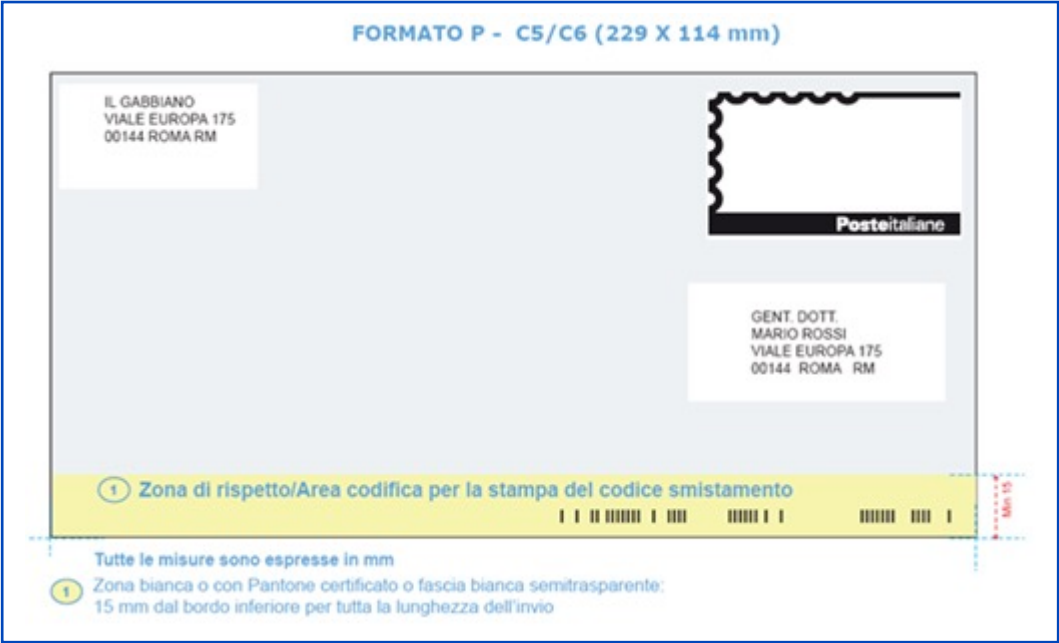 FORMATO P - C5/C6 (229 X 114 mm)
IL GABBIANO
VIALE EUROPA 175
00144 ROMA RM
Posteitaliane
GENT. DOTT.
MARIO ROSSI
VIALE EUROPA 175
00144 ROMA RM
1 Zona di rispetto/Area codifica per la stampa del codice smistamento
Min 15
Tutte le misure sono espresse in mm
1 Zona bianca o con Pantone certificato o fascia bianca semitrasparente:
15 mm dal bordo inferiore per tutta la lunghezza dell'invio